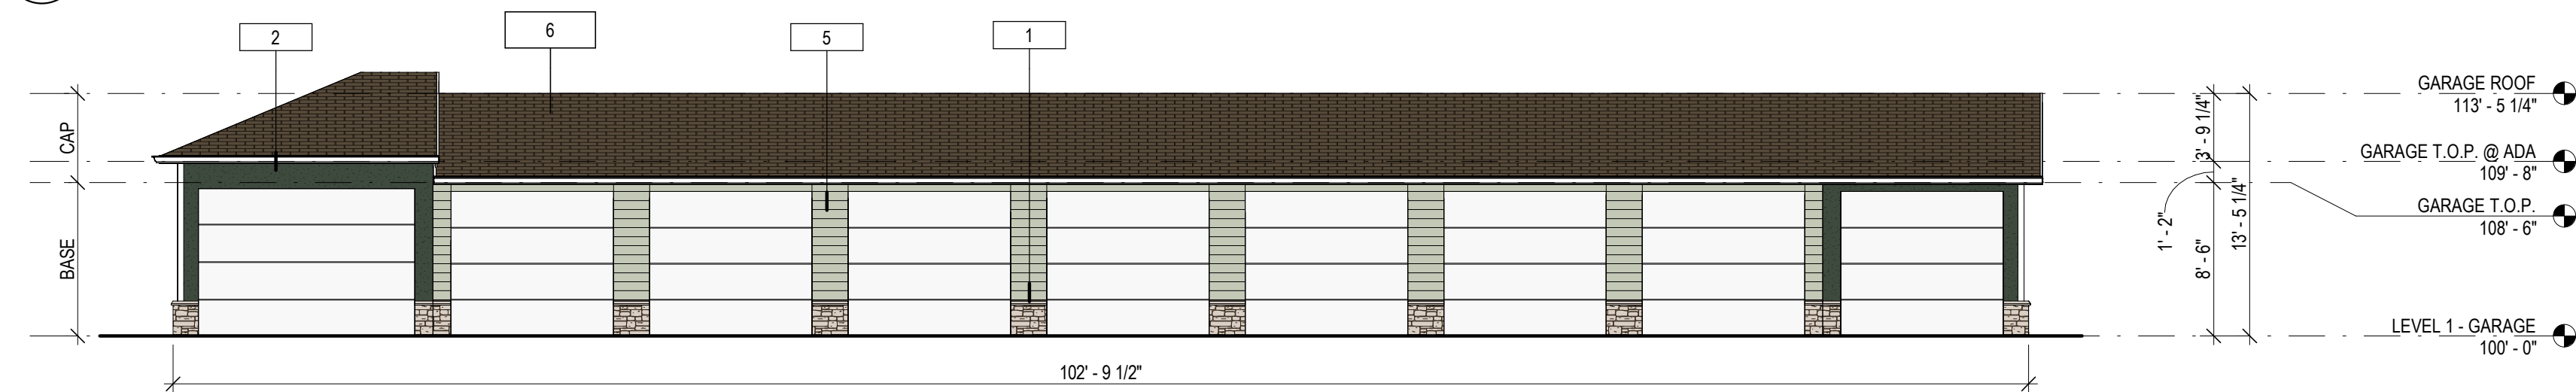 2
6
5
1
CAP
BASE
3' - 9 1/4"
1' - 2"
8' - 6"
13' - 5 1/4"
GARAGE ROOF
113' - 5 1/4"
GARAGE T.O.P. @ ADA
109' - 8"
GARAGE T.O.P.
108' - 6"
LEVEL 1 - GARAGE
100' - 0"
102' - 9 1/2"